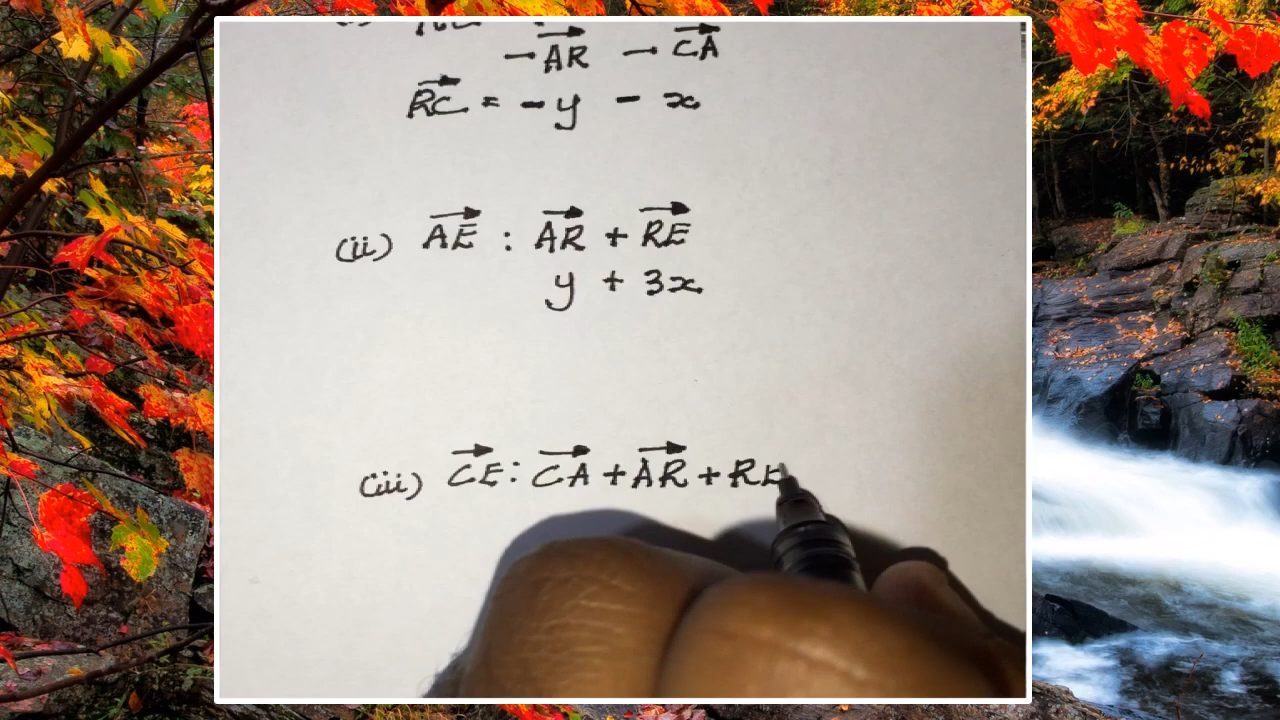 →AR → CA
RC = -y - x
(ii) AE : AR + RE
y + 3x
(iii) CE: CA + AR + RE